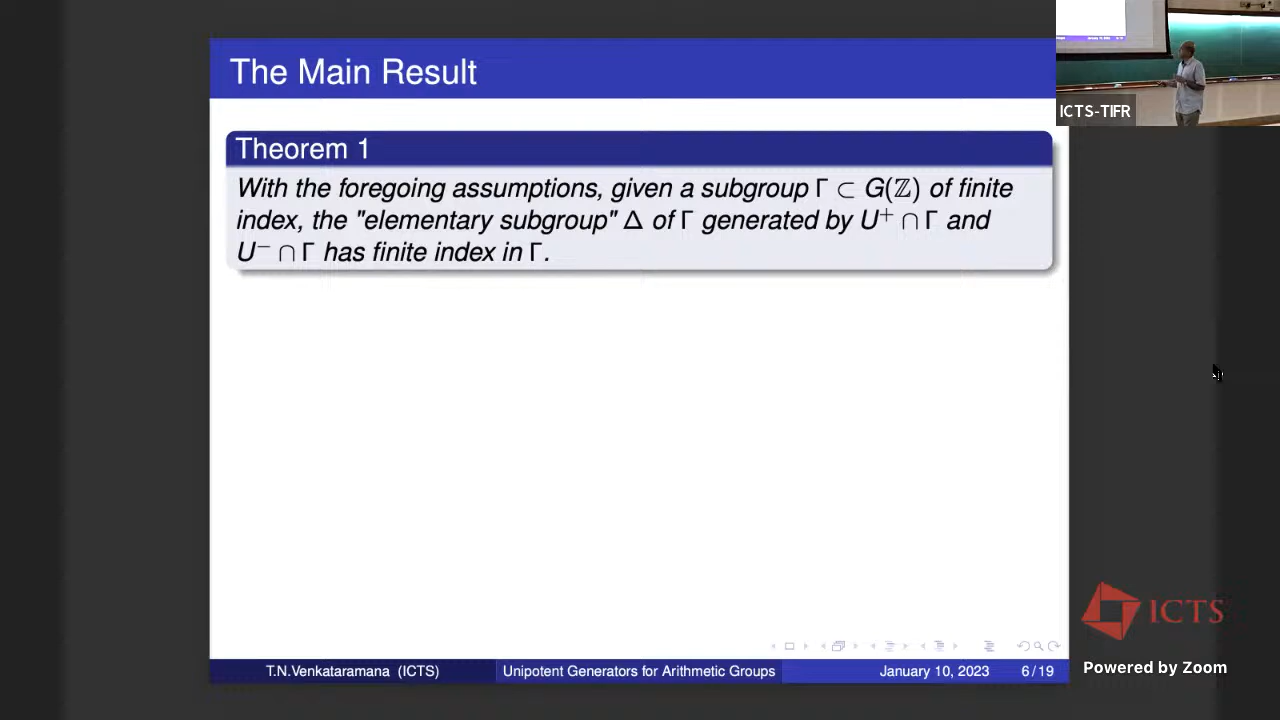 The Main Result
Theorem 1
With the foregoing assumptions, given a subgroup Γ ⊂ G(ℤ) of finite
index, the "elementary subgroup" Δ of Γ generated by U⁺ ∩ Γ and
U⁻ ∩ Γ has finite index in Γ.
T.N.Venkataramana (ICTS)
Unipotent Generators for Arithmetic Groups
January 10, 2023
6 / 19
ICTS-TIFR
ICTS
Powered by Zoom